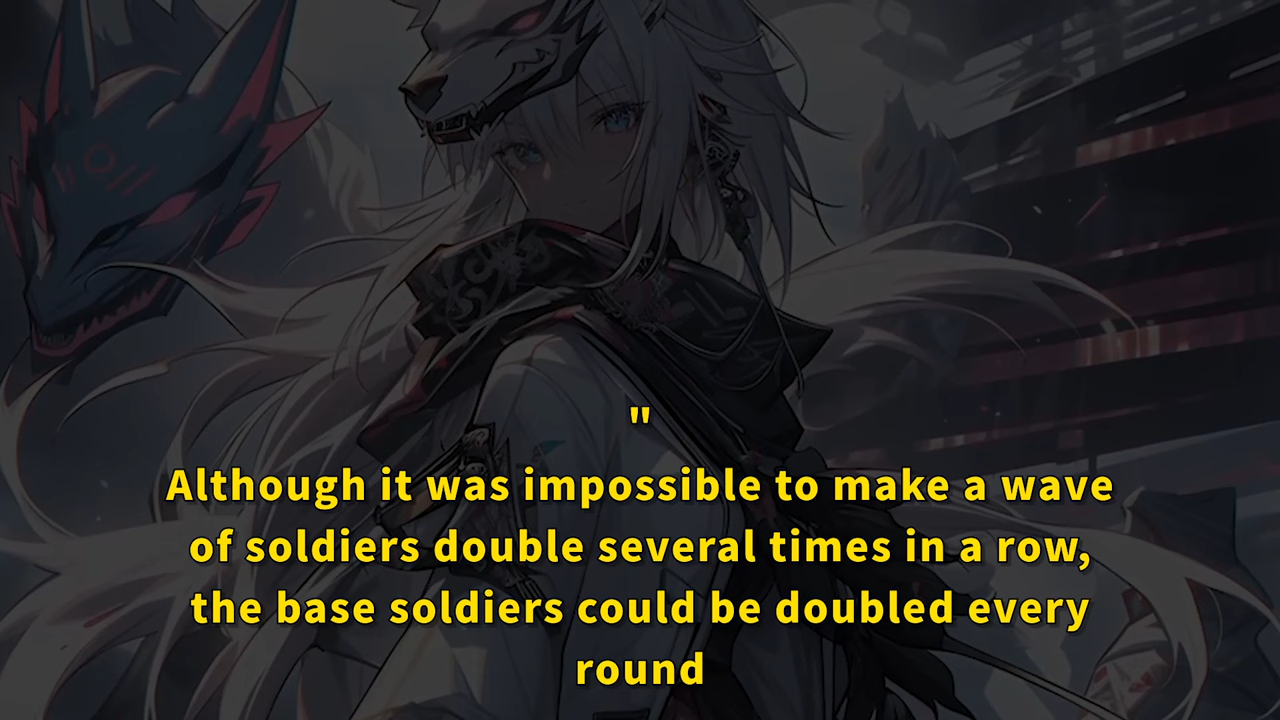 "
Although it was impossible to make a wave
of soldiers double several times in a row,
the base soldiers could be doubled every
round